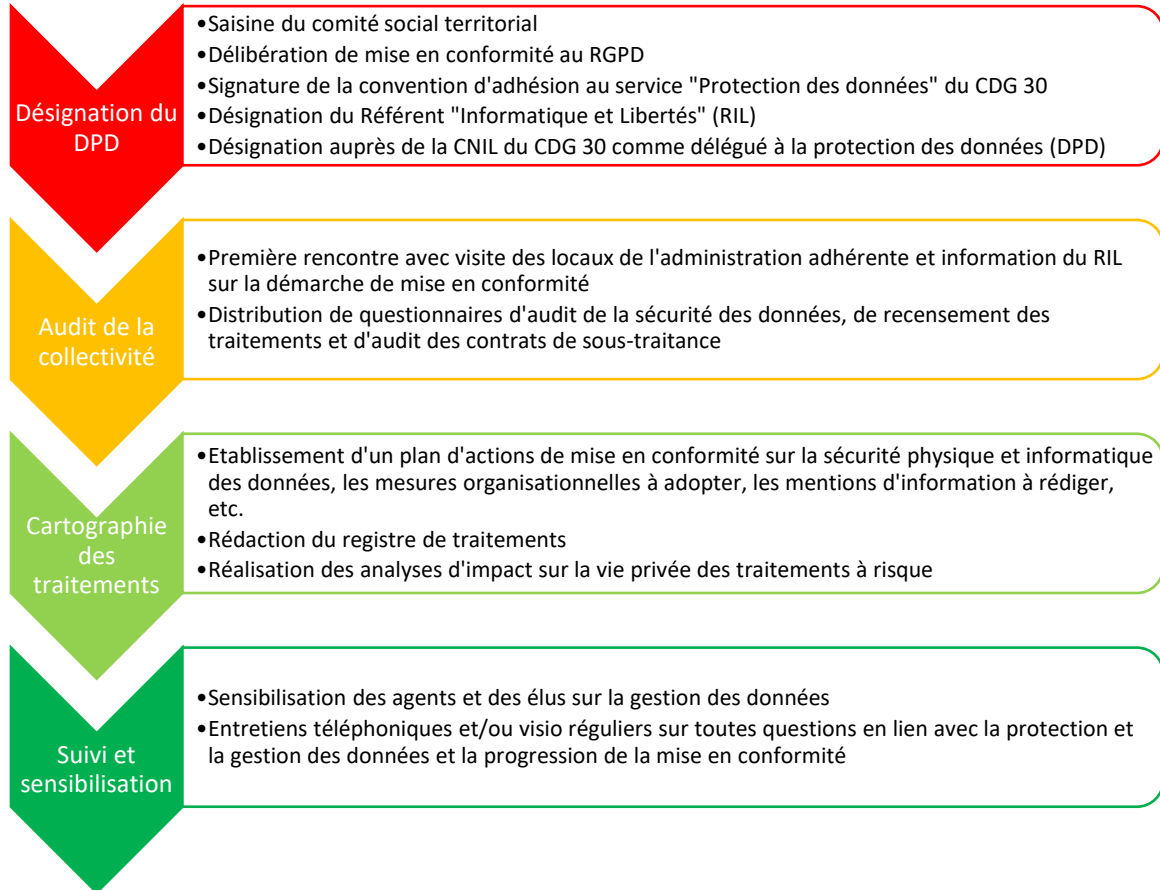 Désignation du
DPD
•Saisine du comité social territorial
•Délibération de mise en conformité au RGPD
•Signature de la convention d'adhésion au service "Protection des données" du CDG 30
•Désignation du Référent "Informatique et Libertés" (RIL)
•Désignation auprès de la CNIL du CDG 30 comme délégué à la protection des données (DPD)
Audit de la
collectivité
•Première rencontre avec visite des locaux de l'administration adhérente et information du RIL
sur la démarche de mise en conformité
•Distribution de questionnaires d'audit de la sécurité des données, de recensement des
traitements et d'audit des contrats de sous-traitance
Cartographie
des
traitements
•Etablissement d'un plan d'actions de mise en conformité sur la sécurité physique et informatique
des données, les mesures organisationnelles à adopter, les mentions d'information à rédiger,
etc.
•Rédaction du registre de traitements
•Réalisation des analyses d'impact sur la vie privée des traitements à risque
Suivi et
sensibilisation
•Sensibilisation des agents et des élus sur la gestion des données
•Entretiens téléphoniques et/ou visio réguliers sur toutes questions en lien avec la protection et
la gestion des données et la progression de la mise en conformité